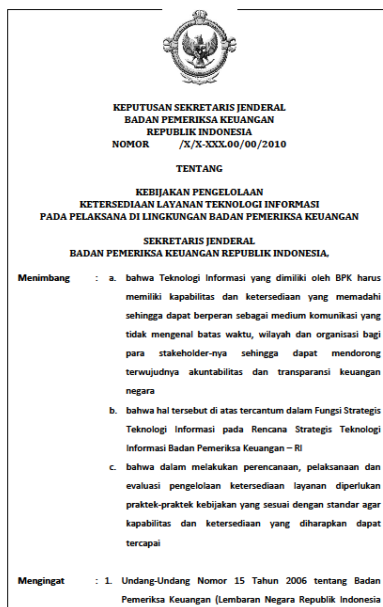 KEPUTUSAN SEKRETARIS JENDERAL
BADAN PEMERIKSA KEUANGAN
REPUBLIK INDONESIA
NOMOR /X/X-XXX.00/00/2010
TENTANG
KEBIJAKAN PENGELOLAAN
KETERSEDIAAN LAYANAN TEKNOLOGI INFORMASI
PADA PELAKSANA DI LINGKUNGAN BADAN PEMERIKSA KEUANGAN
SEKRETARIS JENDERAL
BADAN PEMERIKSA KEUANGAN REPUBLIK INDONESIA,
Menimbang : a. bahwa Teknologi Informasi yang dimiliki oleh BPK harus
memiliki kapabilitas dan ketersediaan yang memadahi
sehingga dapat berperan sebagai medium komunikasi yang
tidak mengenal batas waktu, wilayah dan organisasi bagi
para stakeholder-nya sehingga dapat mendorong
terwujudnya akuntabilitas dan transparansi keuangan
negara
b. bahwa hal tersebut di atas tercantum dalam Fungsi Strategis
Teknologi Informasi pada Rencana Strategis Teknologi
Informasi Badan Pemeriksa Keuangan – RI
c. bahwa dalam melakukan perencanaan, pelaksanaan dan
evaluasi pengelolaan ketersediaan layanan diperlukan
praktek-praktek kebijakan yang sesuai dengan standar agar
kapabilitas dan ketersediaan yang diharapkan dapat
tercapai
Mengingat : 1. Undang-Undang Nomor 15 Tahun 2006 tentang Badan
Pemeriksa Keuangan (Lembaran Negara Republik Indonesia